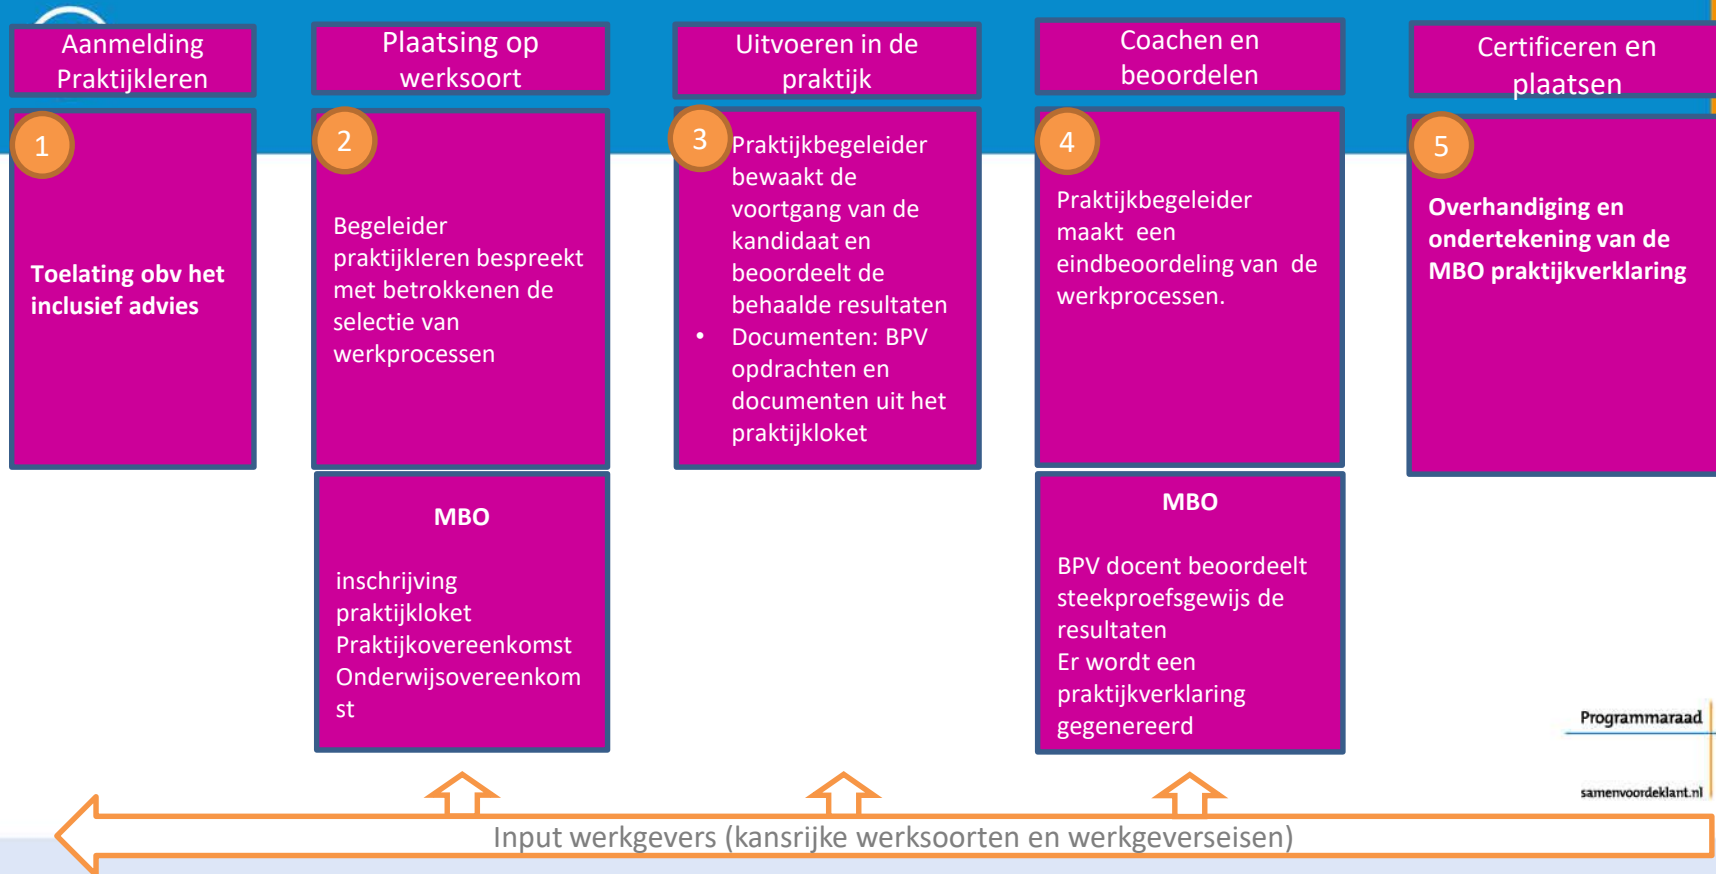 Aanmelding
Praktijkleren
Plaatsing op
werksoort
Uitvoeren in de
praktijk
Coachen en
beoordelen
Certificeren en
plaatsen
1
Toelating obv het
inclusief advies
2
Begeleider
praktijkleren bespreekt
met betrokkenen de
selectie van
werkprocessen
3
Praktijkbegeleider
bewaakt de
voortgang van de
kandidaat en
beoordeelt de
behaalde resultaten
• Documenten: BPV
opdrachten en
documenten uit het
praktijkloket
4
Praktijkbegeleider
maakt een
eindbeoordeling van de
werkprocessen.
5
Overhandiging en
ondertekening van de
MBO praktijkverklaring
MBO
inschrijving
praktijkloket
Praktijkovereenkomst
Onderwijsovereenkom
st
MBO
BPV docent beoordeelt
steekproefsgewijs de
resultaten
Er wordt een
praktijkverklaring
gegenereerd
Programmaraad
samenvoordeklant.nl
Input werkgevers (kansrijke werksoorten en werkgeverseisen)